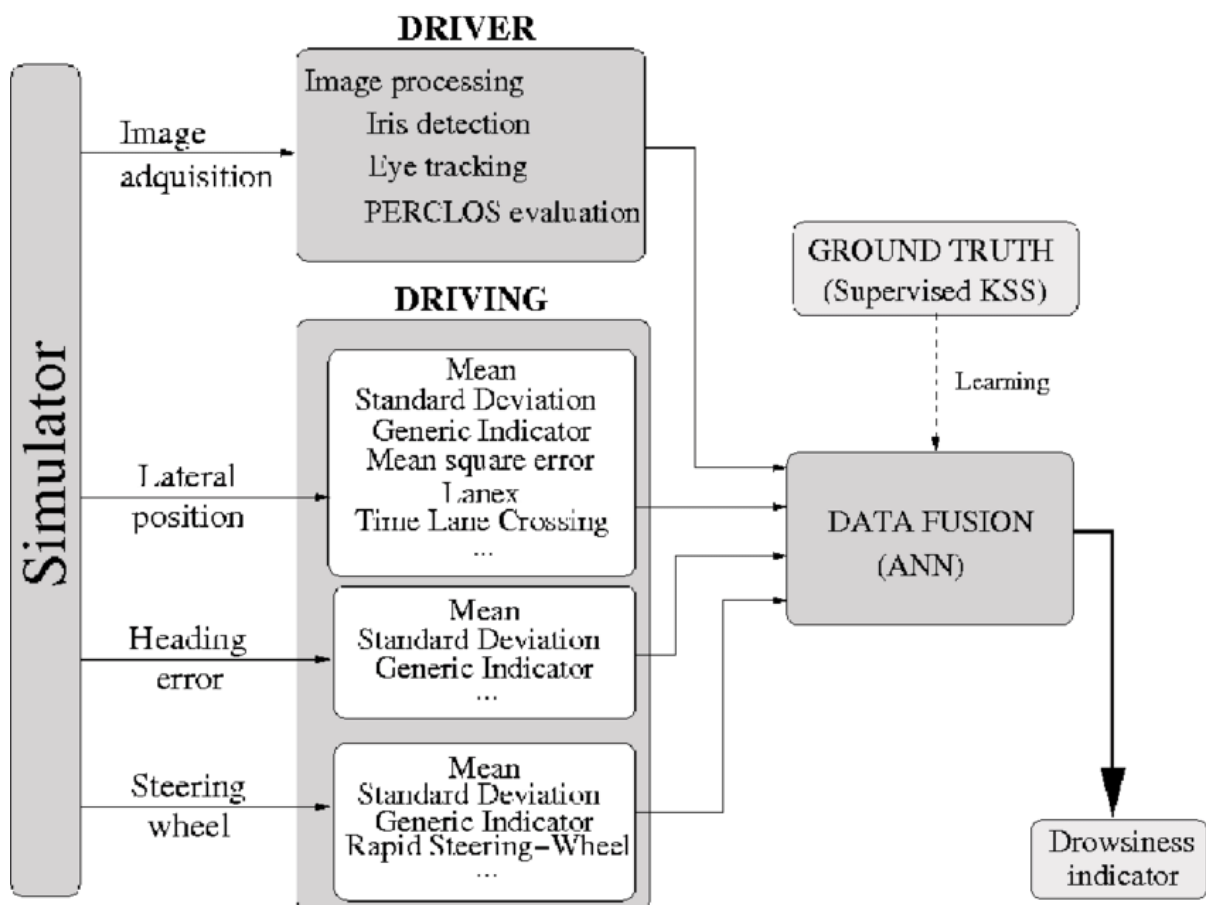 Simulator
DRIVER
Image processing
Iris detection
Eye tracking
PERCLOS evaluation
Image
adquisition
GROUND TRUTH
(Supervised KSS)
Learning
DRIVING
Mean
Standard Deviation
Generic Indicator
Mean square error
Lanex
Time Lane Crossing
...
Lateral
position
DATA FUSION
(ANN)
Heading
error
Mean
Standard Deviation
Generic Indicator
...
Steering
wheel
Mean
Standard Deviation
Generic Indicator
Rapid Steering-Wheel
...
Drowsiness
indicator